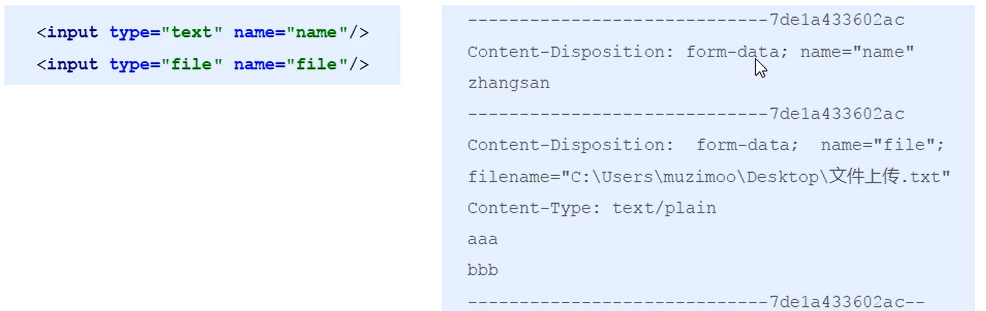 <input type="text" name="name"/>
<input type="file" name="file"/>
-----------------------------7de1a433602ac
Content-Disposition: form-data; name="name"
zhangsan
-----------------------------7de1a433602ac
Content-Disposition: form-data; name="file";
filename="C:\Users\muzimoo\Desktop\文件上传.txt"
Content-Type: text/plain
aaa
bbb
-----------------------------7de1a433602ac--